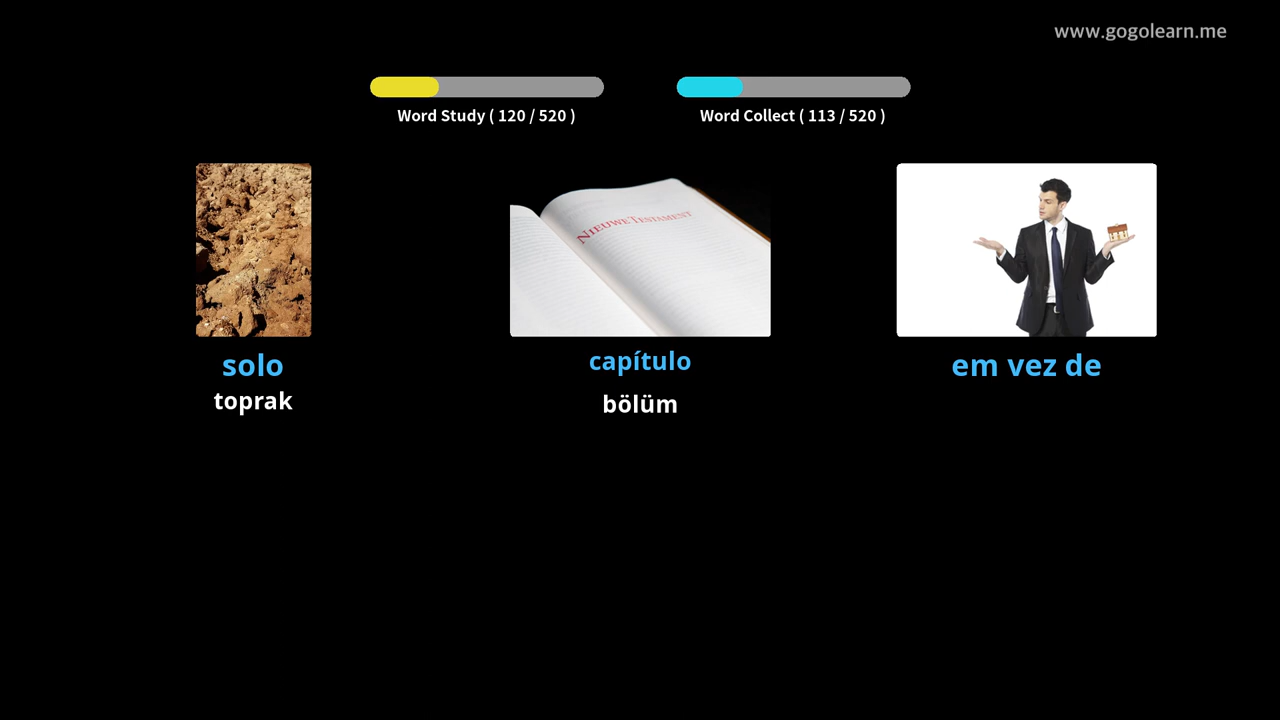 www.gogolearn.me
Word Study ( 120 / 520 )
Word Collect ( 113 / 520 )
NIEUWE TESTAMENT
solo
toprak
capítulo
bölüm
em vez de